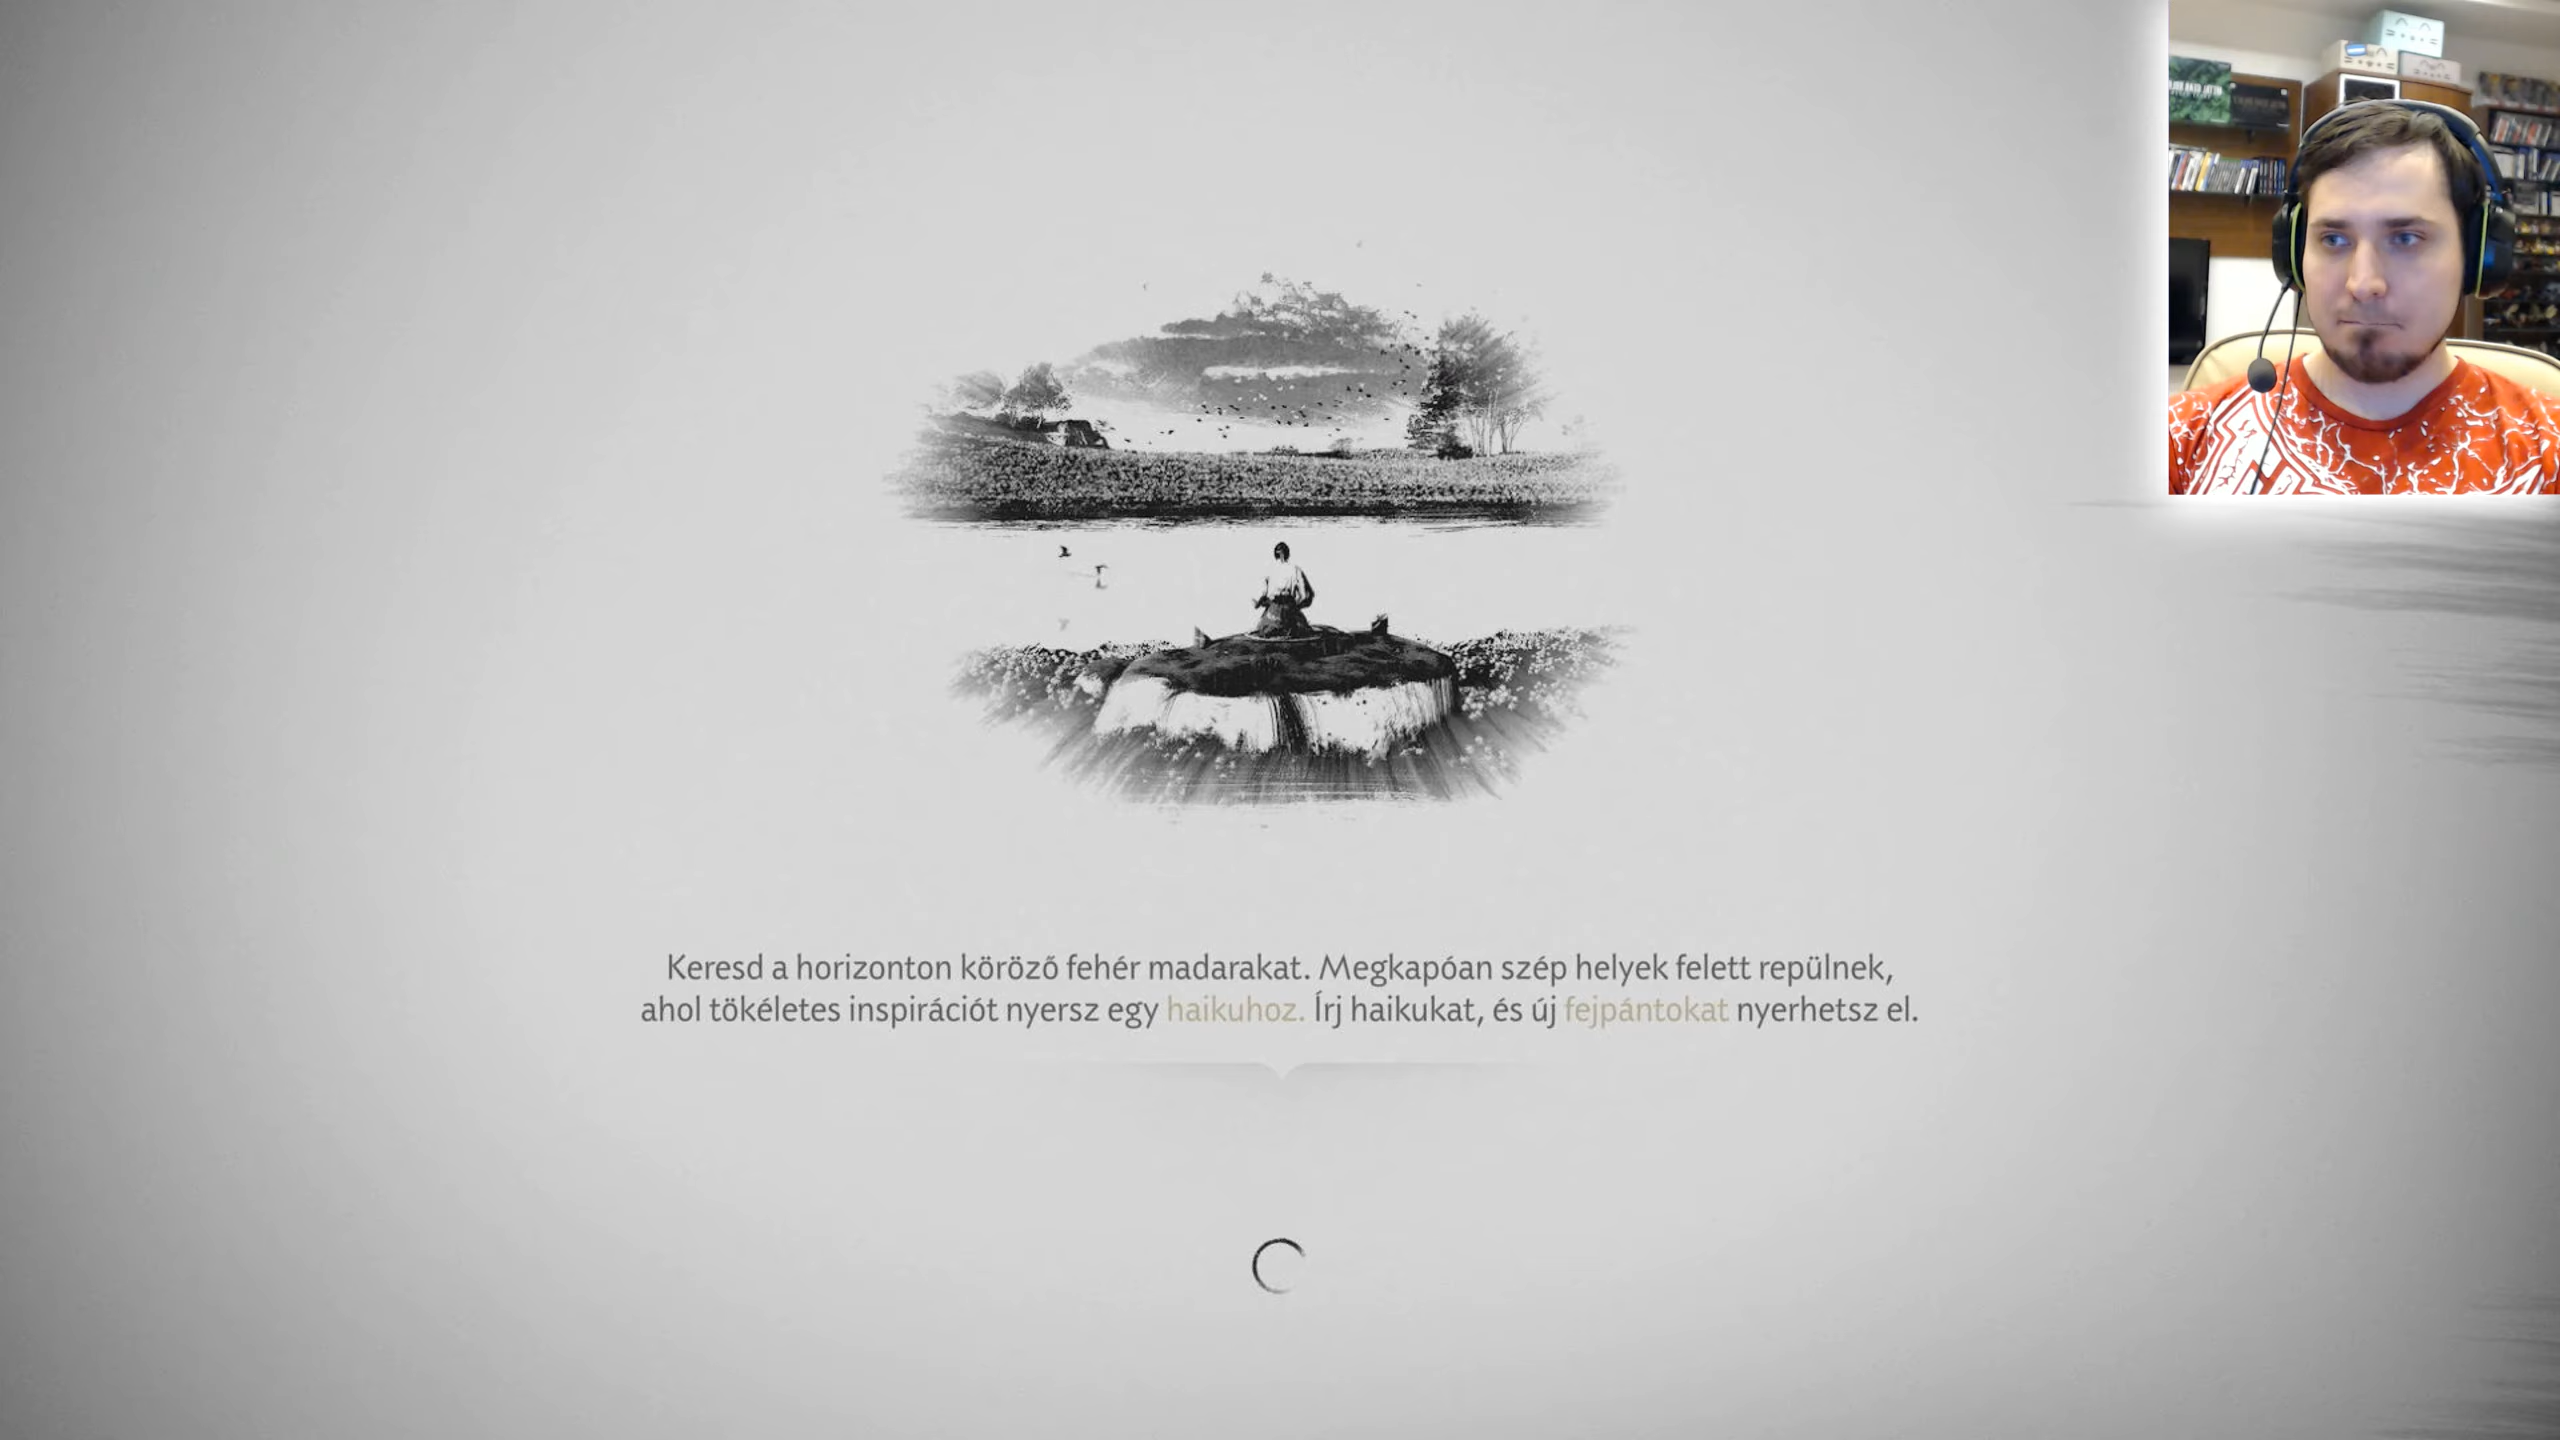 Keresd a horizonton köröző fehér madarakat. Megkapóan szép helyek felett repülnek,
ahol tökéletes inspirációt nyersz egy haikuhoz. Írj haikukat, és új fejpántokat nyerhetsz el.